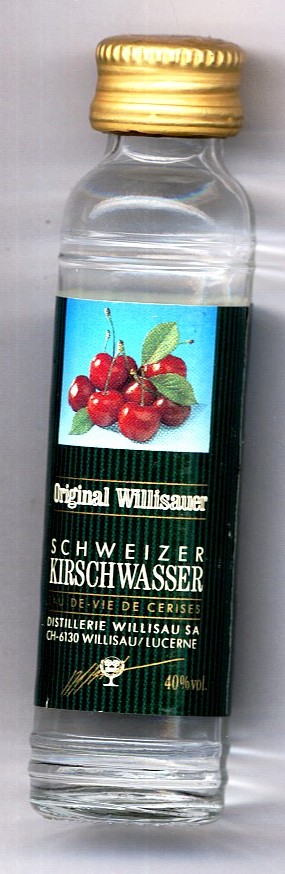 Original Willisauer
SCHWEIZER
KIRSCHWASSER
EAU-DE-VIE DE CERISES
DISTILLERIE WILLISAU SA
CH-6130 WILLISAU/LUCERNE
40%vol.